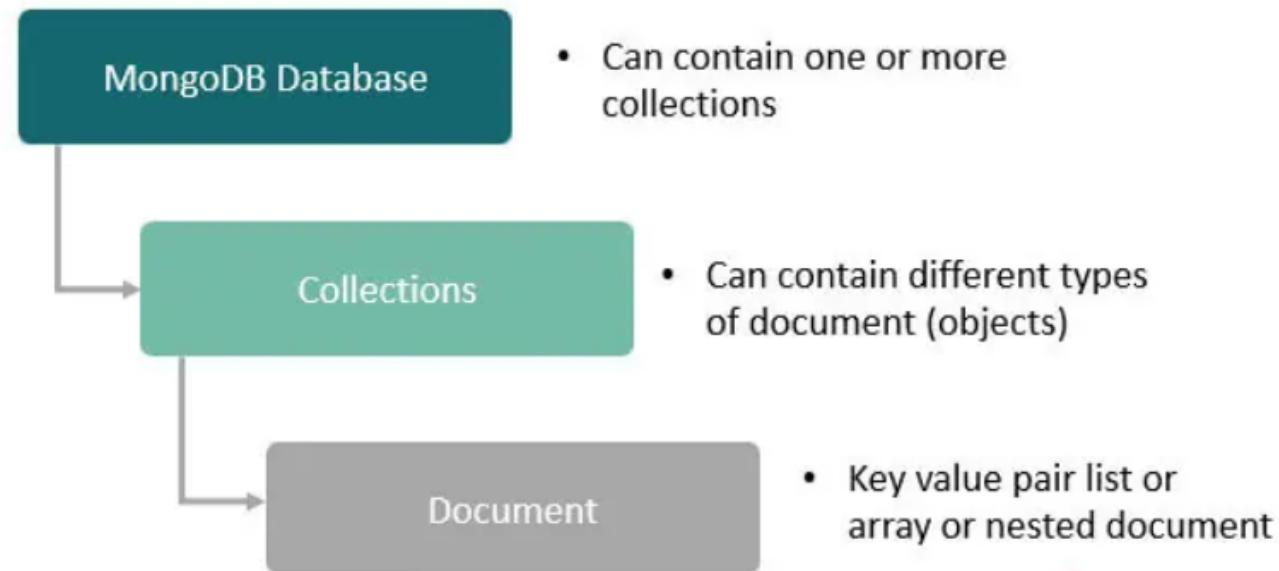 MongoDB Database
• Can contain one or more
collections
Collections
• Can contain different types
of document (objects)
Document
• Key value pair list or
array or nested document